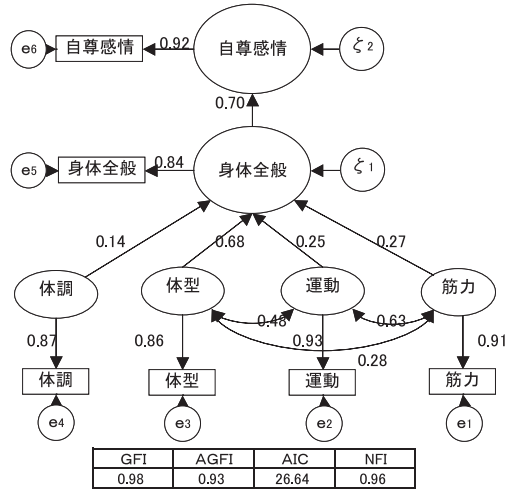 e6 自尊感情 0.92 自尊感情 ζ2
0.70
e5 身体全般 0.84 身体全般 ζ1
0.14 0.68 0.25 0.27
体調 体型 運動 筋力
0.48 0.63
0.87 0.86 0.93 0.28 0.91
体調 体型 運動 筋力
e4 e3 e2 e1
GFI AGFI AIC NFI
0.98 0.93 26.64 0.96